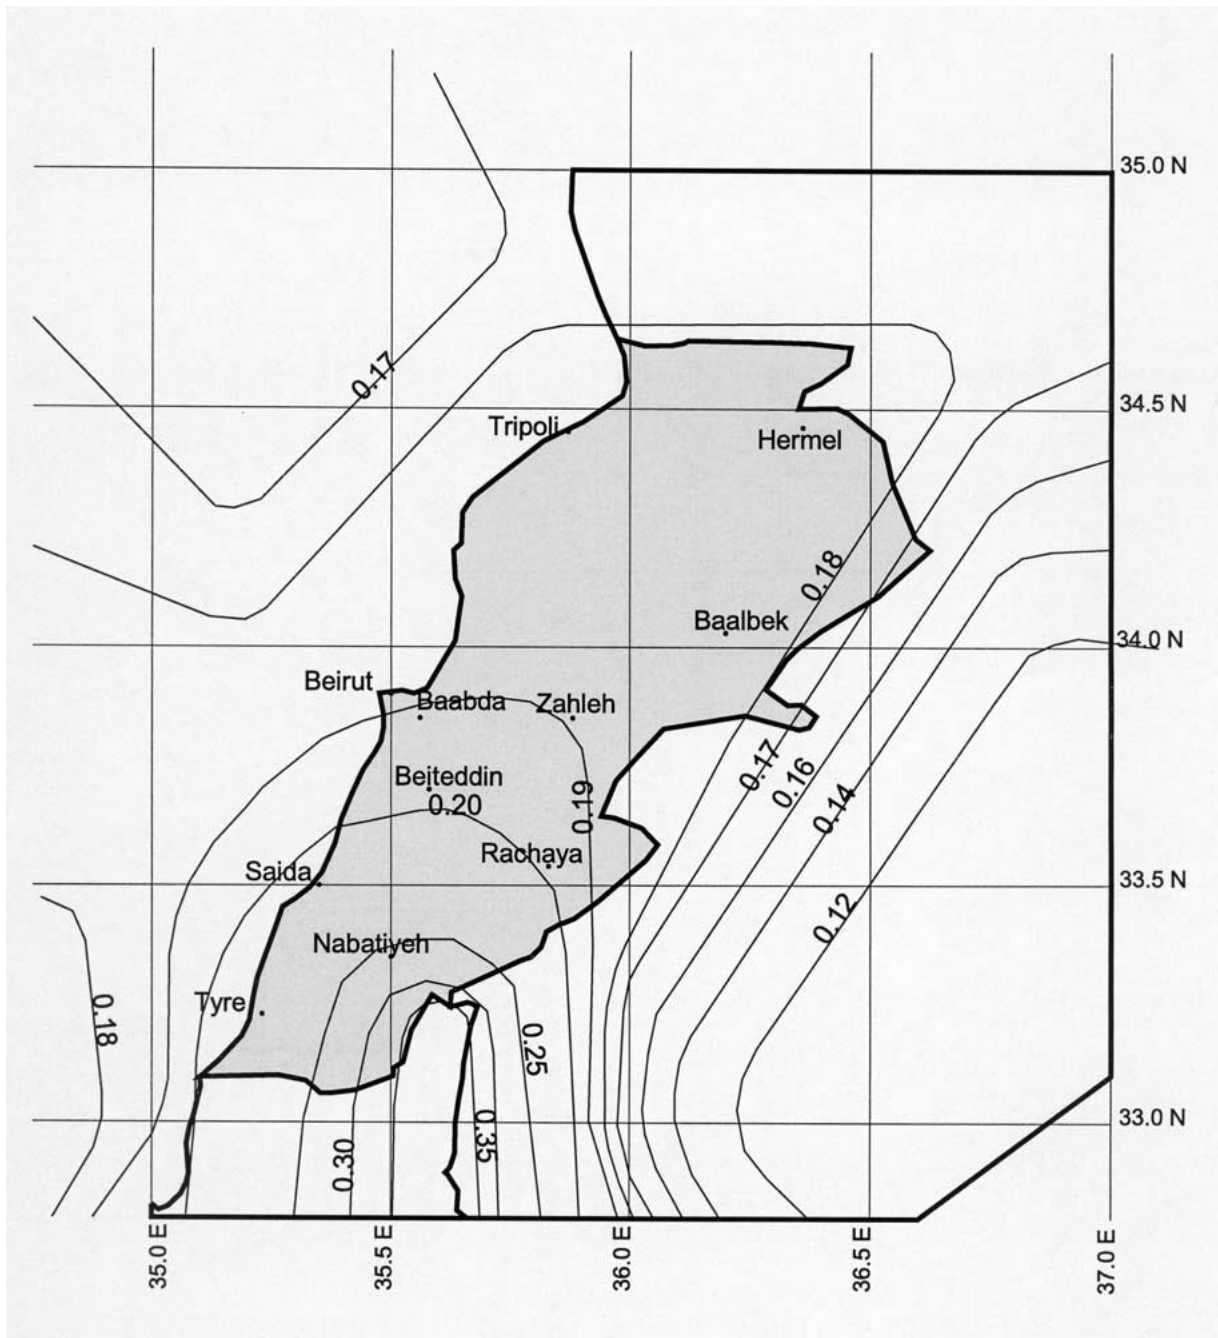 35.0 N
0.17
34.5 N
Tripoli
Hermel
0.18
Baalbek
34.0 N
Beirut
Baabda
Zahleh
0.17
0.16
Beiteddin
0.20
0.19
0.14
Rachaya
Saida
33.5 N
0.12
Nabatiyeh
Tyre
0.18
0.25
33.0 N
0.35
0.30
35.0 E
35.5 E
36.0 E
36.5 E
37.0 E